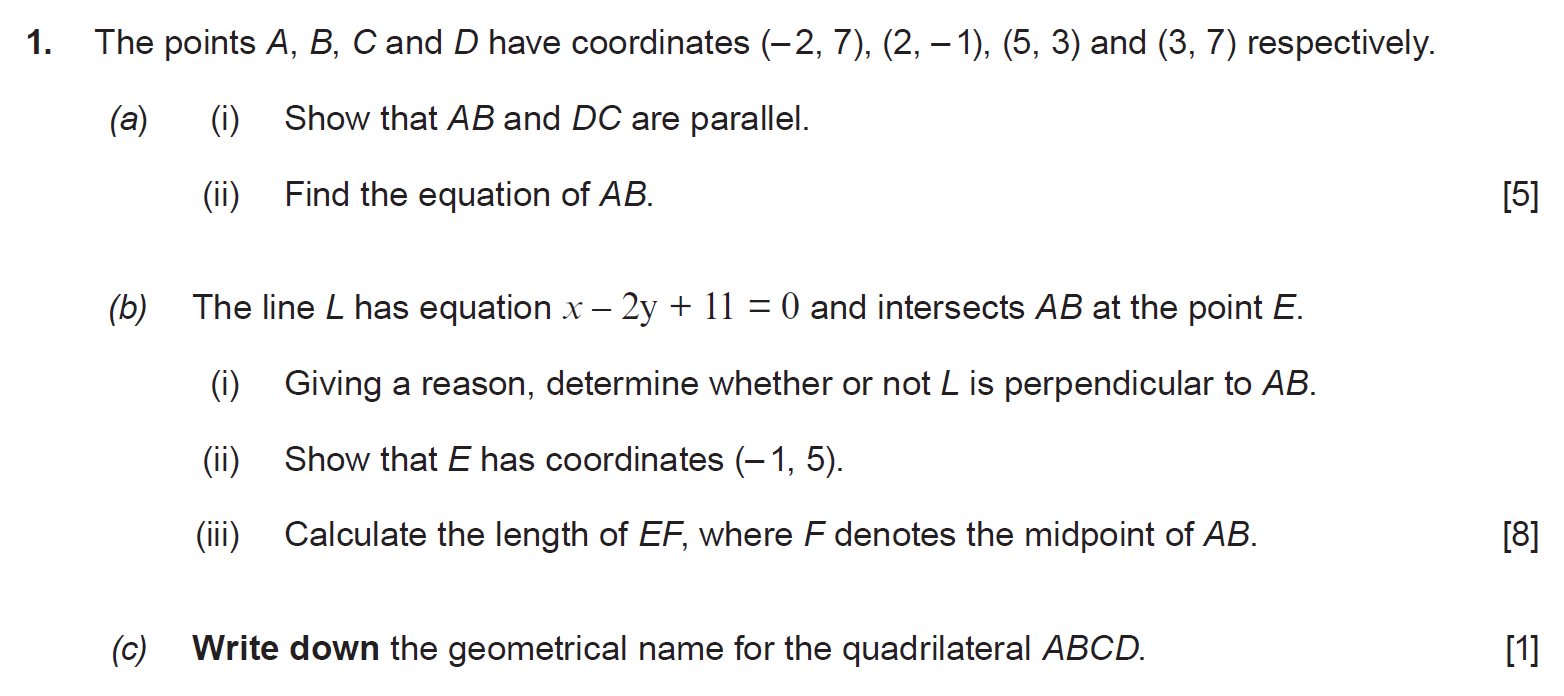 1. The points A, B, C and D have coordinates (–2, 7), (2, –1), (5, 3) and (3, 7) respectively.
(a) (i) Show that AB and DC are parallel.
(ii) Find the equation of AB. [5]
(b) The line L has equation x – 2y + 11 = 0 and intersects AB at the point E.
(i) Giving a reason, determine whether or not L is perpendicular to AB.
(ii) Show that E has coordinates (–1, 5).
(iii) Calculate the length of EF, where F denotes the midpoint of AB. [8]
(c) Write down the geometrical name for the quadrilateral ABCD. [1]